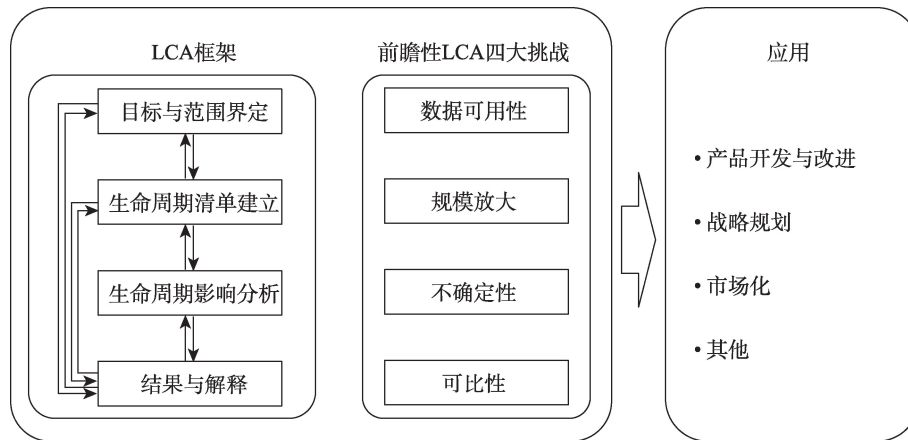 LCA框架
目标与范围界定
生命周期清单建立
生命周期影响分析
结果与解释
前瞻性LCA四大挑战
数据可用性
规模放大
不确定性
可比性
应用
• 产品开发与改进
• 战略规划
• 市场化
• 其他